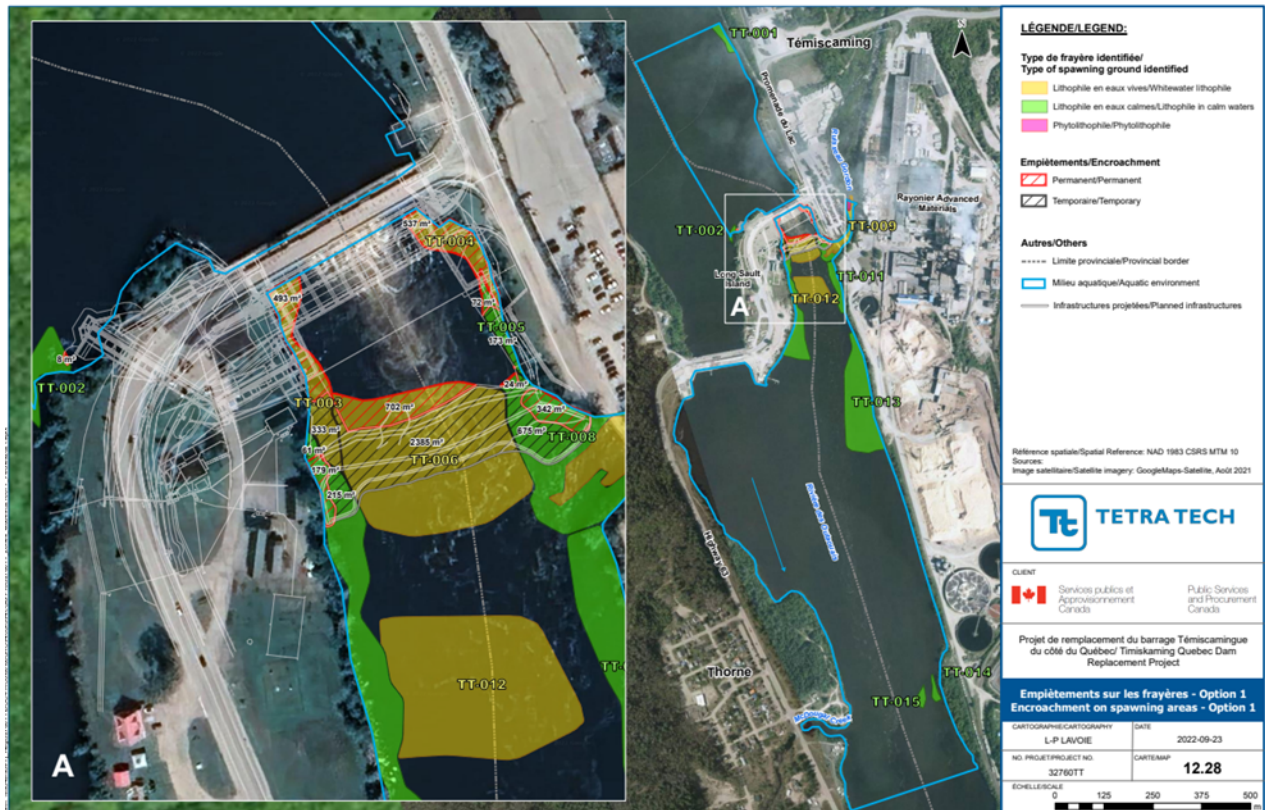 537 m²
TT-004
493 m²
72 m²
TT-005
173 m²
8 m²
TT-002
24 m²
TT-003
702 m²
342 m²
333 m²
2385 m²
675 m²
TT-008
TT-006
179 m²
215 m²
TT-012
A
TT-001
Témiscaming
N
Promenade du Lac
Rayonier Advanced
Materials
TT-002
TT-009
Long Sault
Island
TT-011
A
TT-012
TT-013
Rivière des Outaouais
Highway 63
Thorne
TT-014
TT-015
LÉGENDE/LEGEND:
Type de frayère identifiée/
Type of spawning ground identified
Lithophile en eaux vives/Whitewater lithophile
Lithophile en eaux calmes/Lithophile in calm waters
Phytolithophile/Phytolithophile
Empiètements/Encroachment
Permanent/Permanent
Temporaire/Temporary
Autres/Others
Limite provinciale/Provincial border
Milieu aquatique/Aquatic environment
Infrastructures projetées/Planned infrastructures
Référence spatiale/Spatial Reference: NAD 1983 CSRS MTM 10
Sources:
Image satellitaire/Satellite imagery: GoogleMaps-Satellite, Août 2021
Tt
TETRA TECH
CLIENT
Services publics et
Approvisionnement
Canada
Public Services
and Procurement
Canada
Projet de remplacement du barrage Témiscamingue
du côté du Québec/ Timiskaming Quebec Dam
Replacement Project
Empiètements sur les frayères - Option 1
Encroachment on spawning areas - Option 1
CARTOGRAPHIE/CARTOGRAPHY
L-P LAVOIE
DATE
2022-09-23
NO. PROJET/PROJECT NO.
32760TT
CARTE/MAP
12.28
ÉCHELLE/SCALE
0 125 250 375 500
m